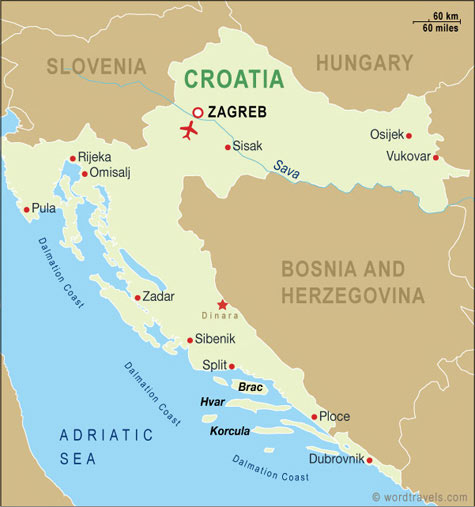 60 km
60 miles
SLOVENIA
CROATIA
HUNGARY
ZAGREB
Osijek
Sisak
Vukovar
Rijeka
Omisalj
Sava
Pula
Dalmation Coast
BOSNIA AND
HERZEGOVINA
Zadar
Dinara
Sibenik
Split
Dalmation Coast
Brac
Hvar
Ploce
Korcula
ADRIATIC
SEA
Dubrovnik
Dalmation Coast
© wordtravels.com